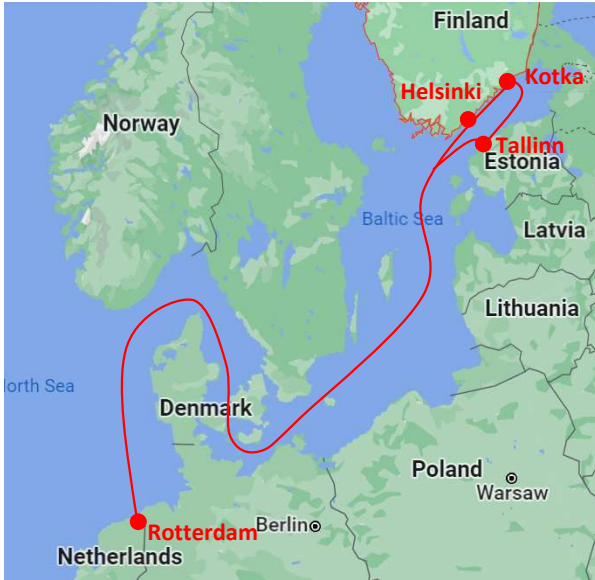 Finland
Kotka
Helsinki
Norway
Tallinn
Estonia
Baltic Sea
Latvia
Lithuania
orth Sea
Denmark
Poland
Warsaw
Rotterdam
Berlin
Netherlands